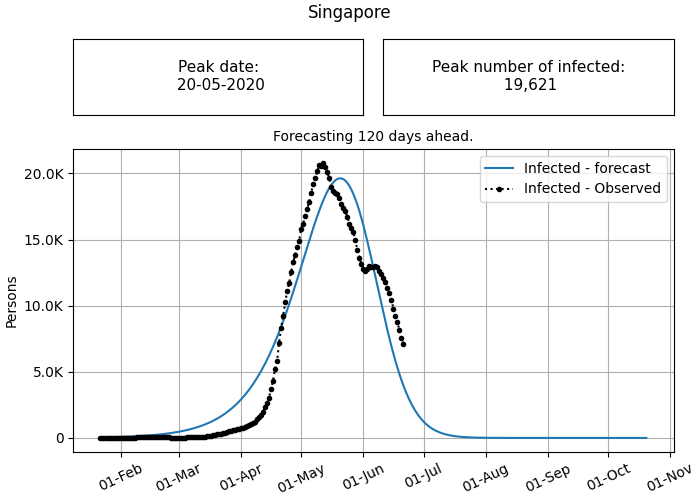 Singapore
Peak date:
20-05-2020
Peak number of infected:
19,621
Forecasting 120 days ahead.
Infected - forecast
Infected - Observed
20.0K
15.0K
10.0K
5.0K
0
Persons
01-Feb
01-Mar
01-Apr
01-May
01-Jun
01-Jul
01-Aug
01-Sep
01-Oct
01-Nov